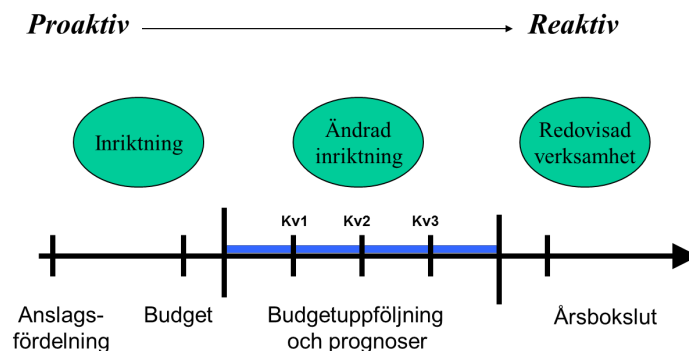 Proaktiv
Reaktiv
Inriktning
Ändrad
inriktning
Redovisad
verksamhet
Kv1
Kv2
Kv3
Anslags-
fördelning
Budget
Budgetuppföljning
och prognoser
Årsbokslut